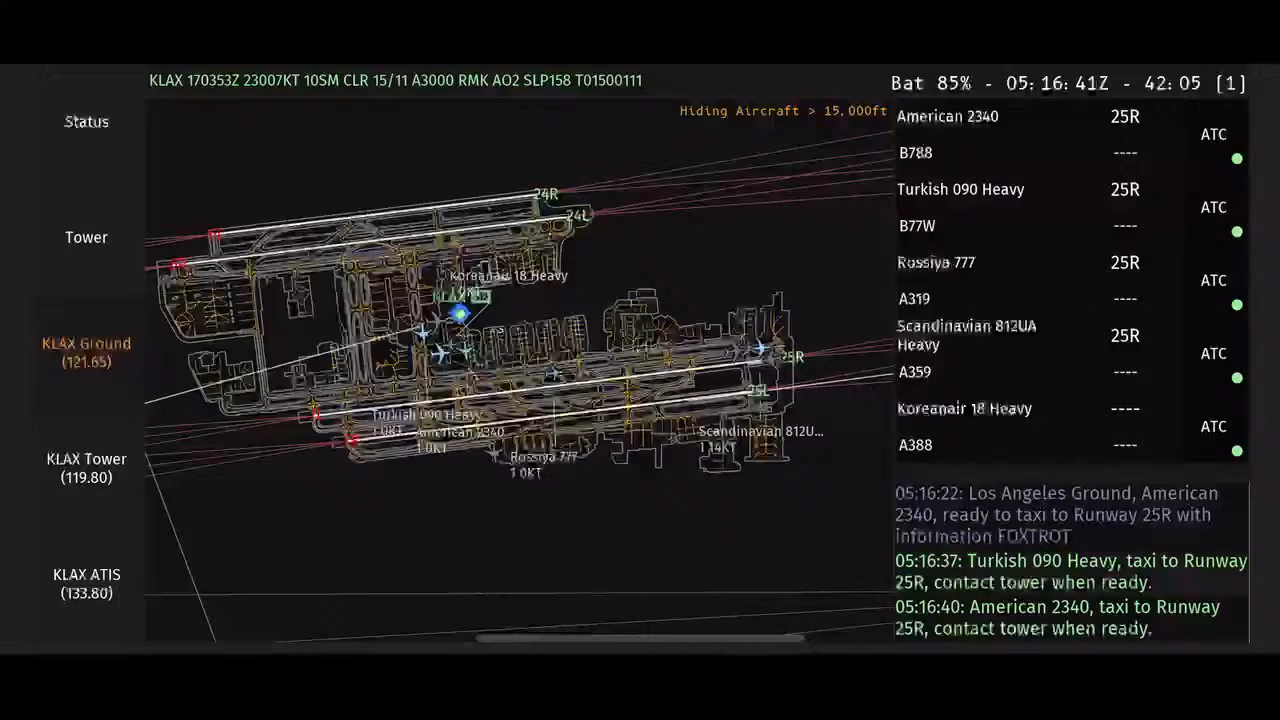 KLAX 170353Z 23007KT 10SM CLR 15/11 A3000 RMK AO2 SLP158 T01500111
Bat 85% - 05:16:41Z - 42:05 [1]
Hiding Aircraft > 15,000ft
Status
Tower
KLAX Ground
(121.65)
KLAX Tower
(119.80)
KLAX ATIS
(133.80)
24R
24L
Koreanair 18 Heavy
25R
25L
Turkish 090 Heavy
American 2340
1 0KT
Rossiya 777
1 0KT
Scandinavian 812U...
1 14KT
American 2340 25R
ATC
B788 ----
Turkish 090 Heavy 25R
ATC
B77W ----
Rossiya 777 25R
ATC
A319 ----
Scandinavian 812UA
Heavy 25R
ATC
A359 ----
Koreanair 18 Heavy ----
ATC
A388 ----
05:16:22: Los Angeles Ground, American
2340, ready to taxi to Runway 25R with
information FOXTROT
05:16:37: Turkish 090 Heavy, taxi to Runway
25R, contact tower when ready.
05:16:40: American 2340, taxi to Runway
25R, contact tower when ready.